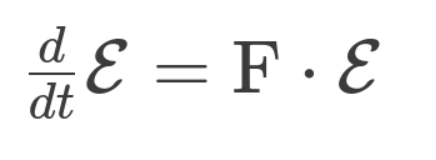 d/dt ℰ = F · ℰ